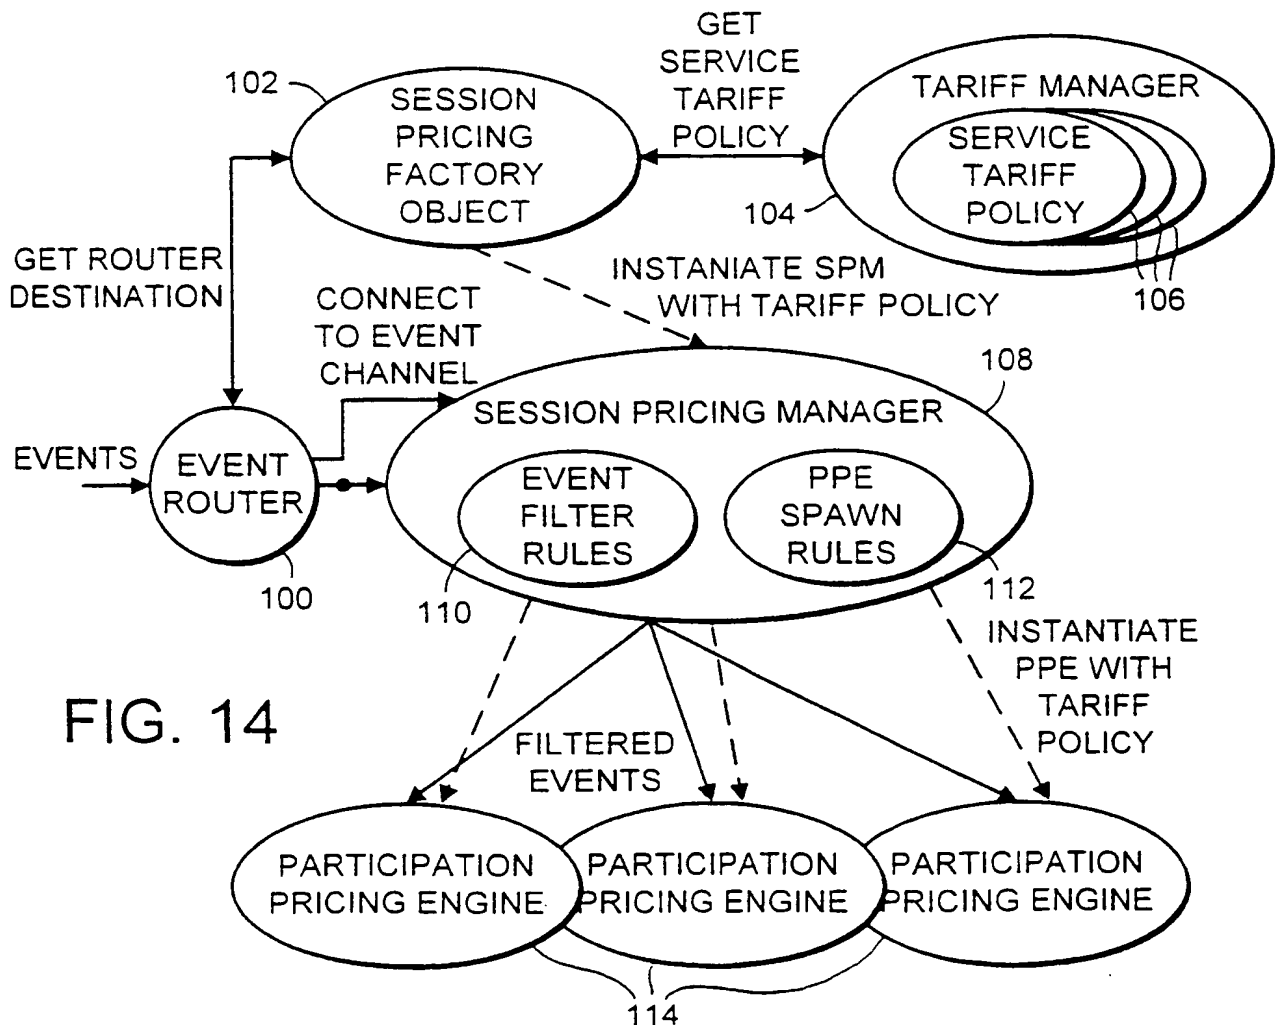 GET
SERVICE
TARIFF
POLICY
102
SESSION
PRICING
FACTORY
OBJECT
TARIFF MANAGER
SERVICE
TARIFF
POLICY
104
106
GET ROUTER
DESTINATION
INSTANIATE SPM
WITH TARIFF POLICY
CONNECT
TO EVENT
CHANNEL
108
SESSION PRICING MANAGER
EVENTS
EVENT
ROUTER
100
EVENT
FILTER
RULES
110
PPE
SPAWN
RULES
112
INSTANTIATE
PPE WITH
TARIFF
POLICY
FIG. 14
FILTERED
EVENTS
PARTICIPATION
PRICING ENGINE
PARTICIPATION
PRICING ENGINE
PARTICIPATION
PRICING ENGINE
114